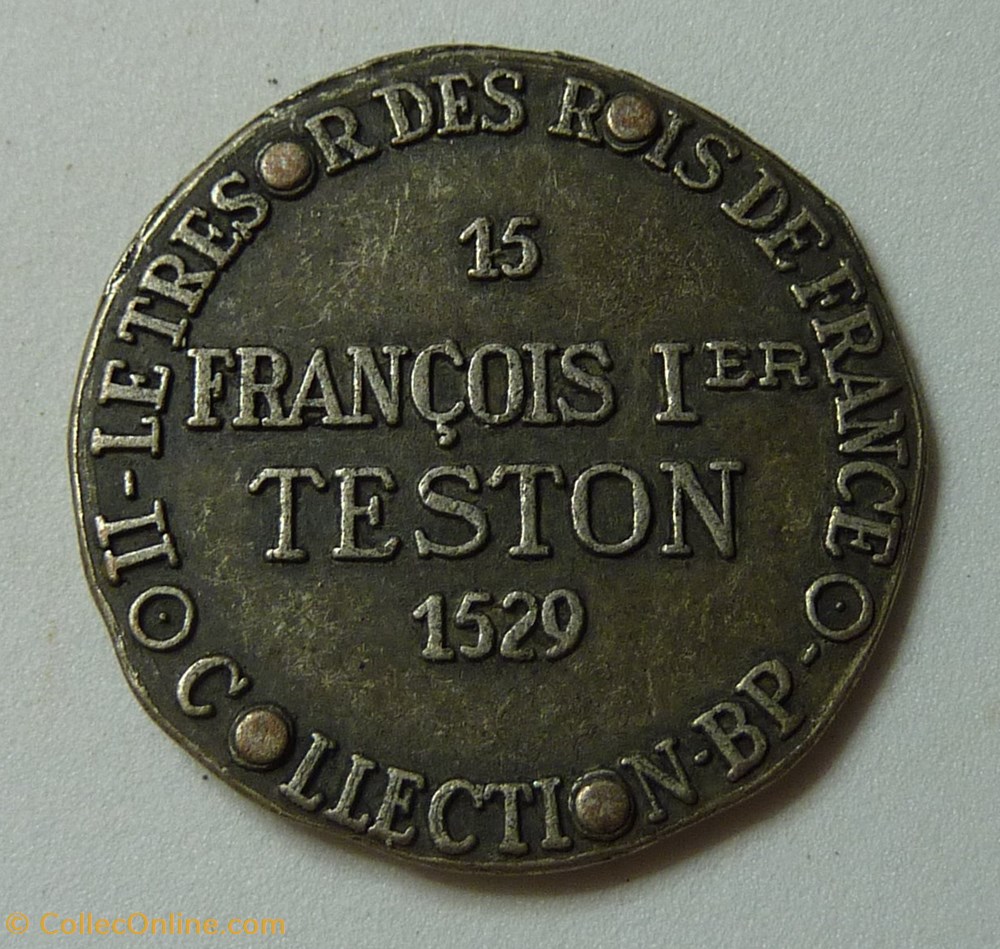 II - LE TRESOR DES ROIS DE FRANCE
15
FRANÇOIS IER
TESTON
1529
COLLECTION - BP -
© CollecOnline.com